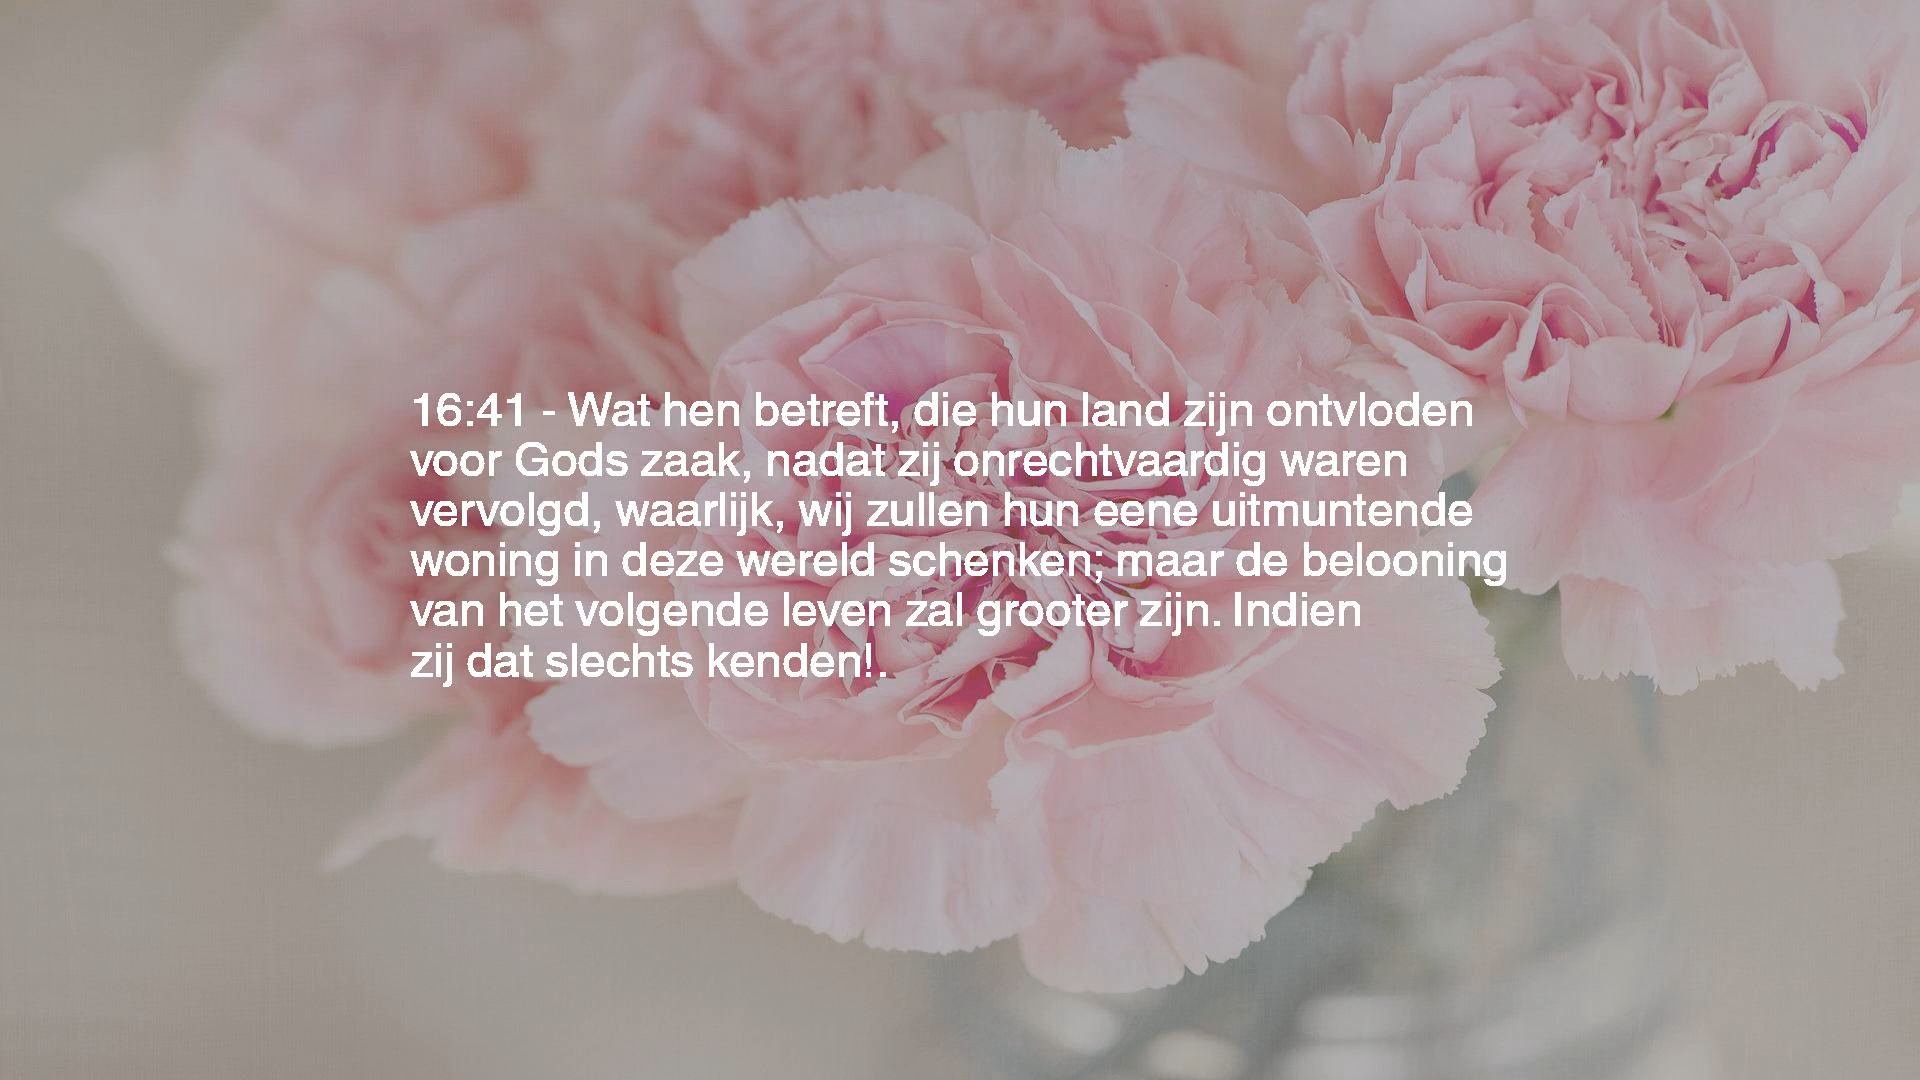 16:41 - Wat hen betreft, die hun land zijn ontvloden
voor Gods zaak, nadat zij onrechtvaardig waren
vervolgd, waarlijk, wij zullen hun eene uitmuntende
woning in deze wereld schenken; maar de belooning
van het volgende leven zal grooter zijn. Indien
zij dat slechts kenden!.